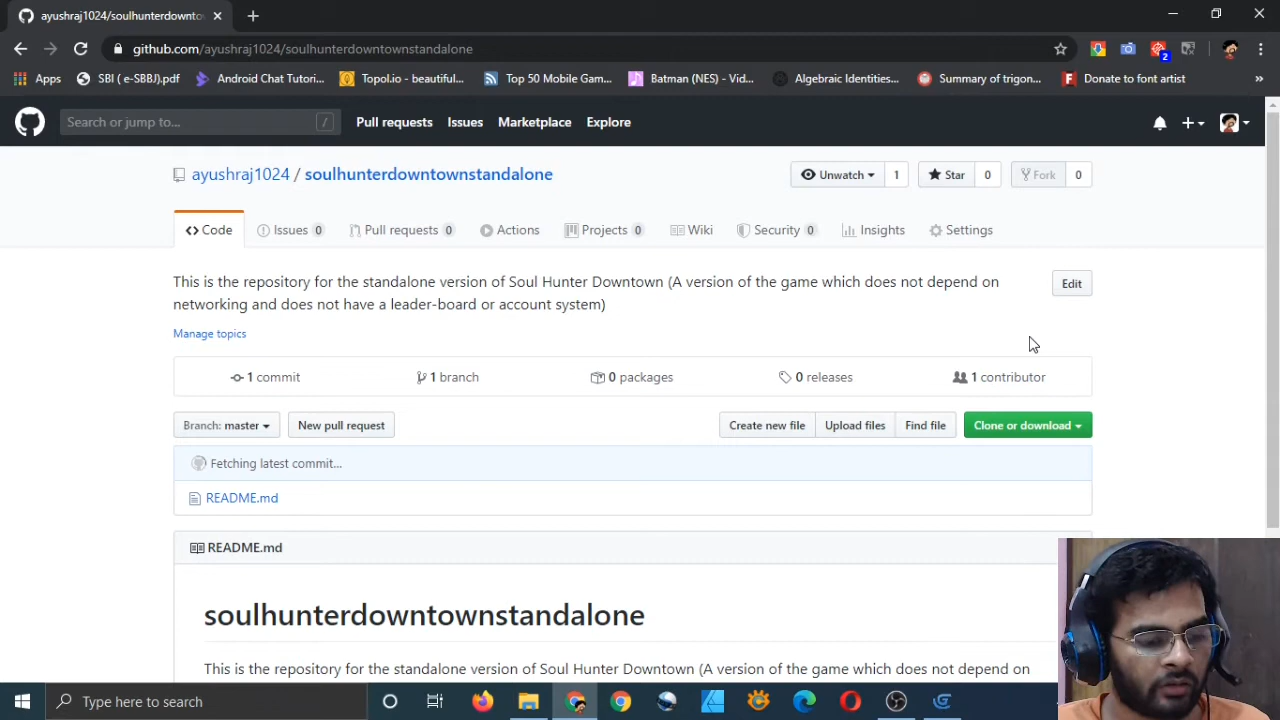 ayushraj1024/soulhunterdownto
github.com/ayushraj1024/soulhunterdowntownstandalone
2
Apps
SBI ( e-SBBJ).pdf
Android Chat Tutori...
Topol.io - beautiful...
Top 50 Mobile Gam...
Batman (NES) - Vid...
Algebraic Identities...
Summary of trigon...
Donate to font artist
»
Search or jump to...
/
Pull requests
Issues
Marketplace
Explore
ayushraj1024 / soulhunterdowntownstandalone
Unwatch 1
Star 0
Fork 0
Code
Issues 0
Pull requests 0
Actions
Projects 0
Wiki
Security 0
Insights
Settings
This is the repository for the standalone version of Soul Hunter Downtown (A version of the game which does not depend on
networking and does not have a leader-board or account system)
Edit
Manage topics
1 commit
1 branch
0 packages
0 releases
1 contributor
Branch: master
New pull request
Create new file
Upload files
Find file
Clone or download
Fetching latest commit...
README.md
README.md
soulhunterdowntownstandalone
This is the repository for the standalone version of Soul Hunter Downtown (A version of the game which does not depend on
Type here to search